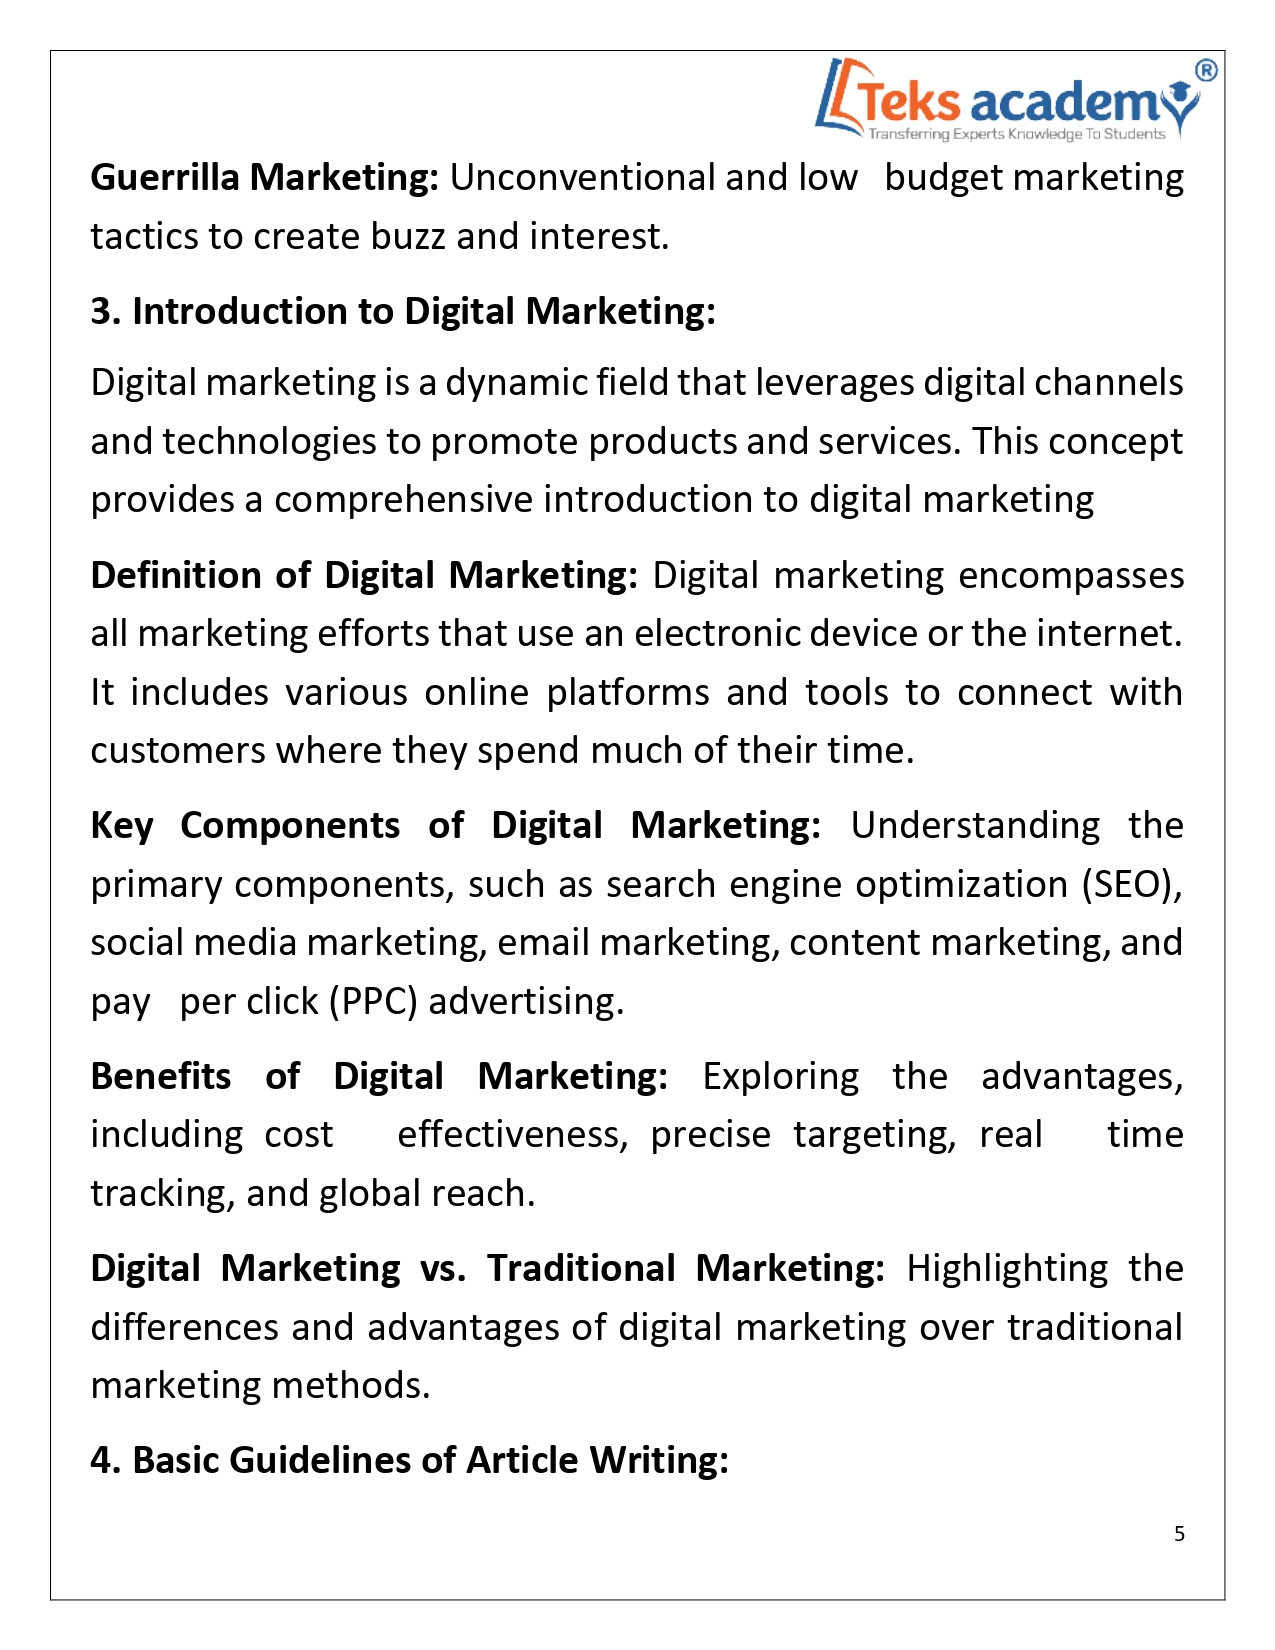 Teks academy ®
Transferring Experts Knowledge To Students
Guerrilla Marketing: Unconventional and low   budget marketing
tactics to create buzz and interest.
3. Introduction to Digital Marketing:
Digital marketing is a dynamic field that leverages digital channels
and technologies to promote products and services. This concept
provides a comprehensive introduction to digital marketing
Definition of Digital Marketing: Digital marketing encompasses
all marketing efforts that use an electronic device or the internet.
It includes various online platforms and tools to connect with
customers where they spend much of their time.
Key Components of Digital Marketing: Understanding the
primary components, such as search engine optimization (SEO),
social media marketing, email marketing, content marketing, and
pay   per click (PPC) advertising.
Benefits of Digital Marketing: Exploring the advantages,
including cost   effectiveness, precise targeting, real   time
tracking, and global reach.
Digital Marketing vs. Traditional Marketing: Highlighting the
differences and advantages of digital marketing over traditional
marketing methods.
4. Basic Guidelines of Article Writing:
5